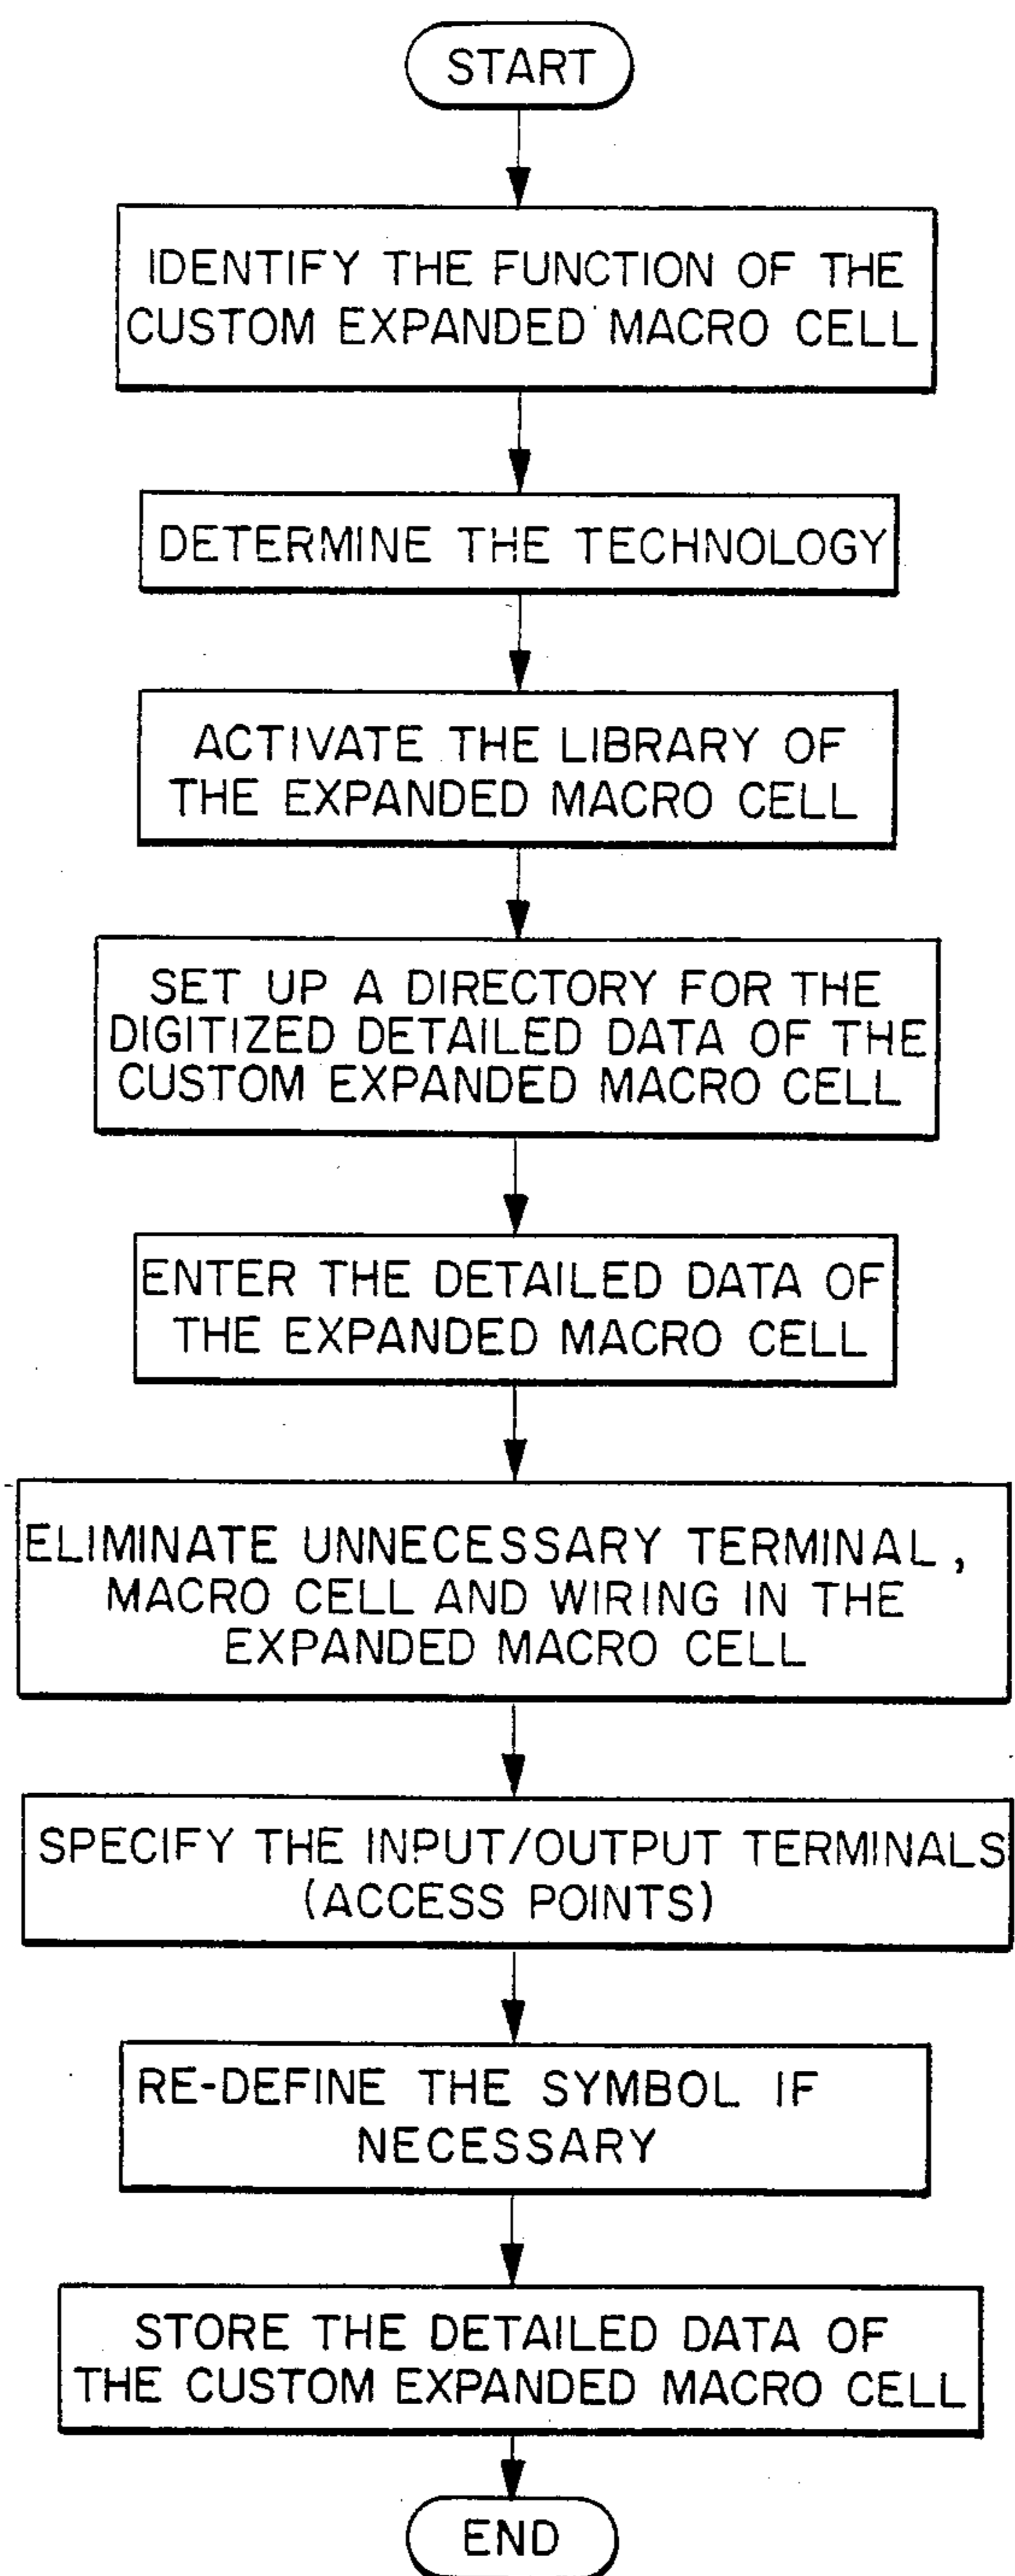 START
IDENTIFY THE FUNCTION OF THE
CUSTOM EXPANDED MACRO CELL
DETERMINE THE TECHNOLOGY
ACTIVATE THE LIBRARY OF
THE EXPANDED MACRO CELL
SET UP A DIRECTORY FOR THE
DIGITIZED DETAILED DATA OF THE
CUSTOM EXPANDED MACRO CELL
ENTER THE DETAILED DATA OF
THE EXPANDED MACRO CELL
ELIMINATE UNNECESSARY TERMINAL,
MACRO CELL AND WIRING IN THE
EXPANDED MACRO CELL
SPECIFY THE INPUT/OUTPUT TERMINALS
(ACCESS POINTS)
RE-DEFINE THE SYMBOL IF
NECESSARY
STORE THE DETAILED DATA OF
THE CUSTOM EXPANDED MACRO CELL
END